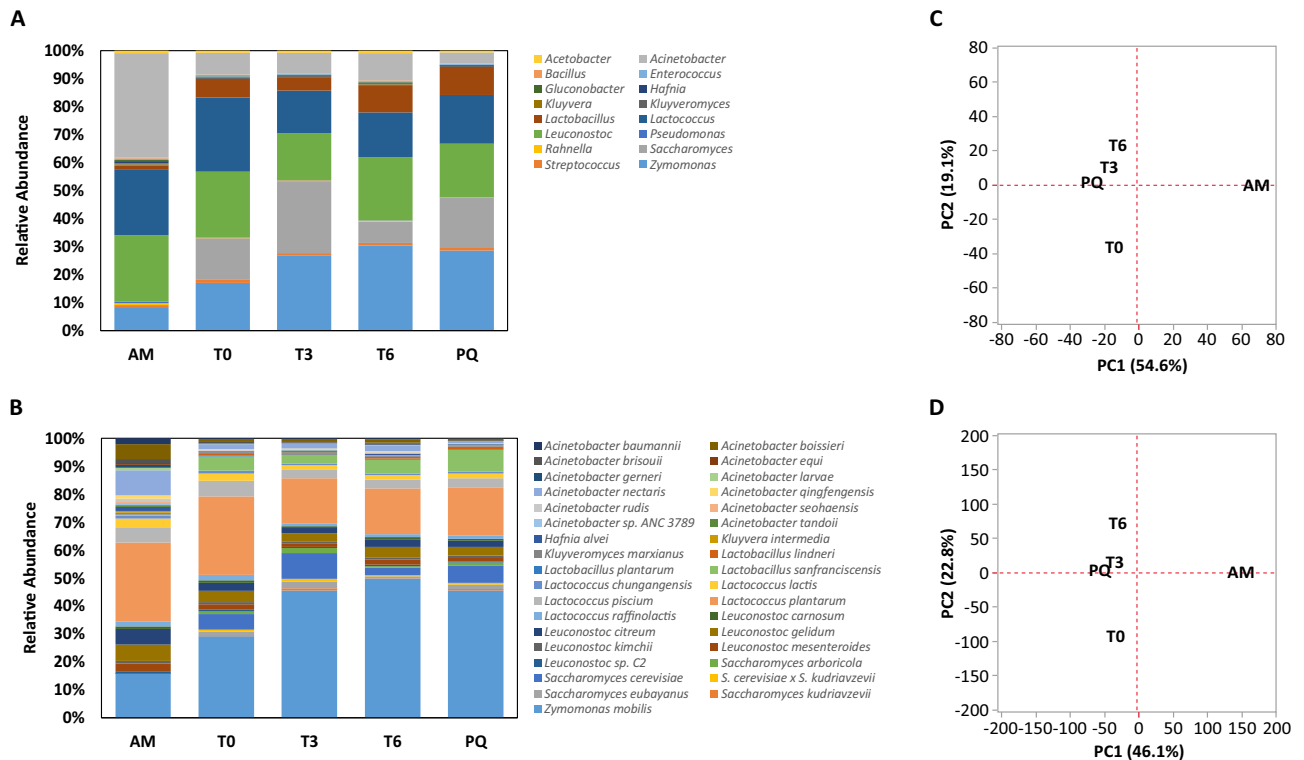 A
100%
90%
80%
70%
60%
50%
40%
30%
20%
10%
0%
Relative Abundance
AM T0 T3 T6 PQ
Acetobacter Acinetobacter
Bacillus Enterococcus
Gluconobacter Hafnia
Kluyvera Kluyveromyces
Lactobacillus Lactococcus
Leuconostoc Pseudomonas
Rahnella Saccharomyces
Streptococcus Zymomonas
B
100%
90%
80%
70%
60%
50%
40%
30%
20%
10%
0%
Relative Abundance
AM T0 T3 T6 PQ
Acinetobacter baumannii Acinetobacter boissieri
Acinetobacter brisouii Acinetobacter equi
Acinetobacter gerneri Acinetobacter larvae
Acinetobacter nectaris Acinetobacter qingfengensis
Acinetobacter rudis Acinetobacter seohaensis
Acinetobacter sp. ANC 3789 Acinetobacter tandoii
Hafnia alvei Kluyvera intermedia
Kluyveromyces marxianus Lactobacillus lindneri
Lactobacillus plantarum Lactobacillus sanfranciscensis
Lactococcus chungangensis Lactococcus lactis
Lactococcus piscium Lactococcus plantarum
Lactococcus raffinolactis Leuconostoc carnosum
Leuconostoc citreum Leuconostoc gelidum
Leuconostoc kimchii Leuconostoc mesenteroides
Leuconostoc sp. C2 Saccharomyces arboricola
Saccharomyces cerevisiae S. cerevisiae x S. kudriavzevii
Saccharomyces eubayanus Saccharomyces kudriavzevii
Zymomonas mobilis
C
80
60
40
20
0
-20
-40
-60
-80
PC2 (19.1%)
T6
T3
PQ
AM
T0
-80 -60 -40 -20 0 20 40 60 80
PC1 (54.6%)
D
200
150
100
50
0
-50
-100
-150
-200
PC2 (22.8%)
T6
T3
PQ
AM
T0
-200 -150 -100 -50 0 50 100 150 200
PC1 (46.1%)